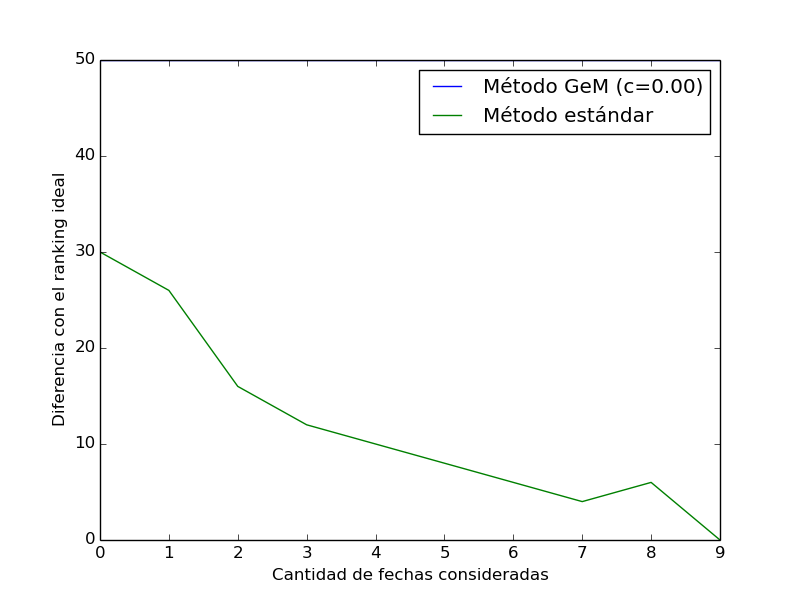 50
40
30
20
10
0
Diferencia con el ranking ideal
Método GeM (c=0.00)
Método estándar
0 1 2 3 4 5 6 7 8 9
Cantidad de fechas consideradas